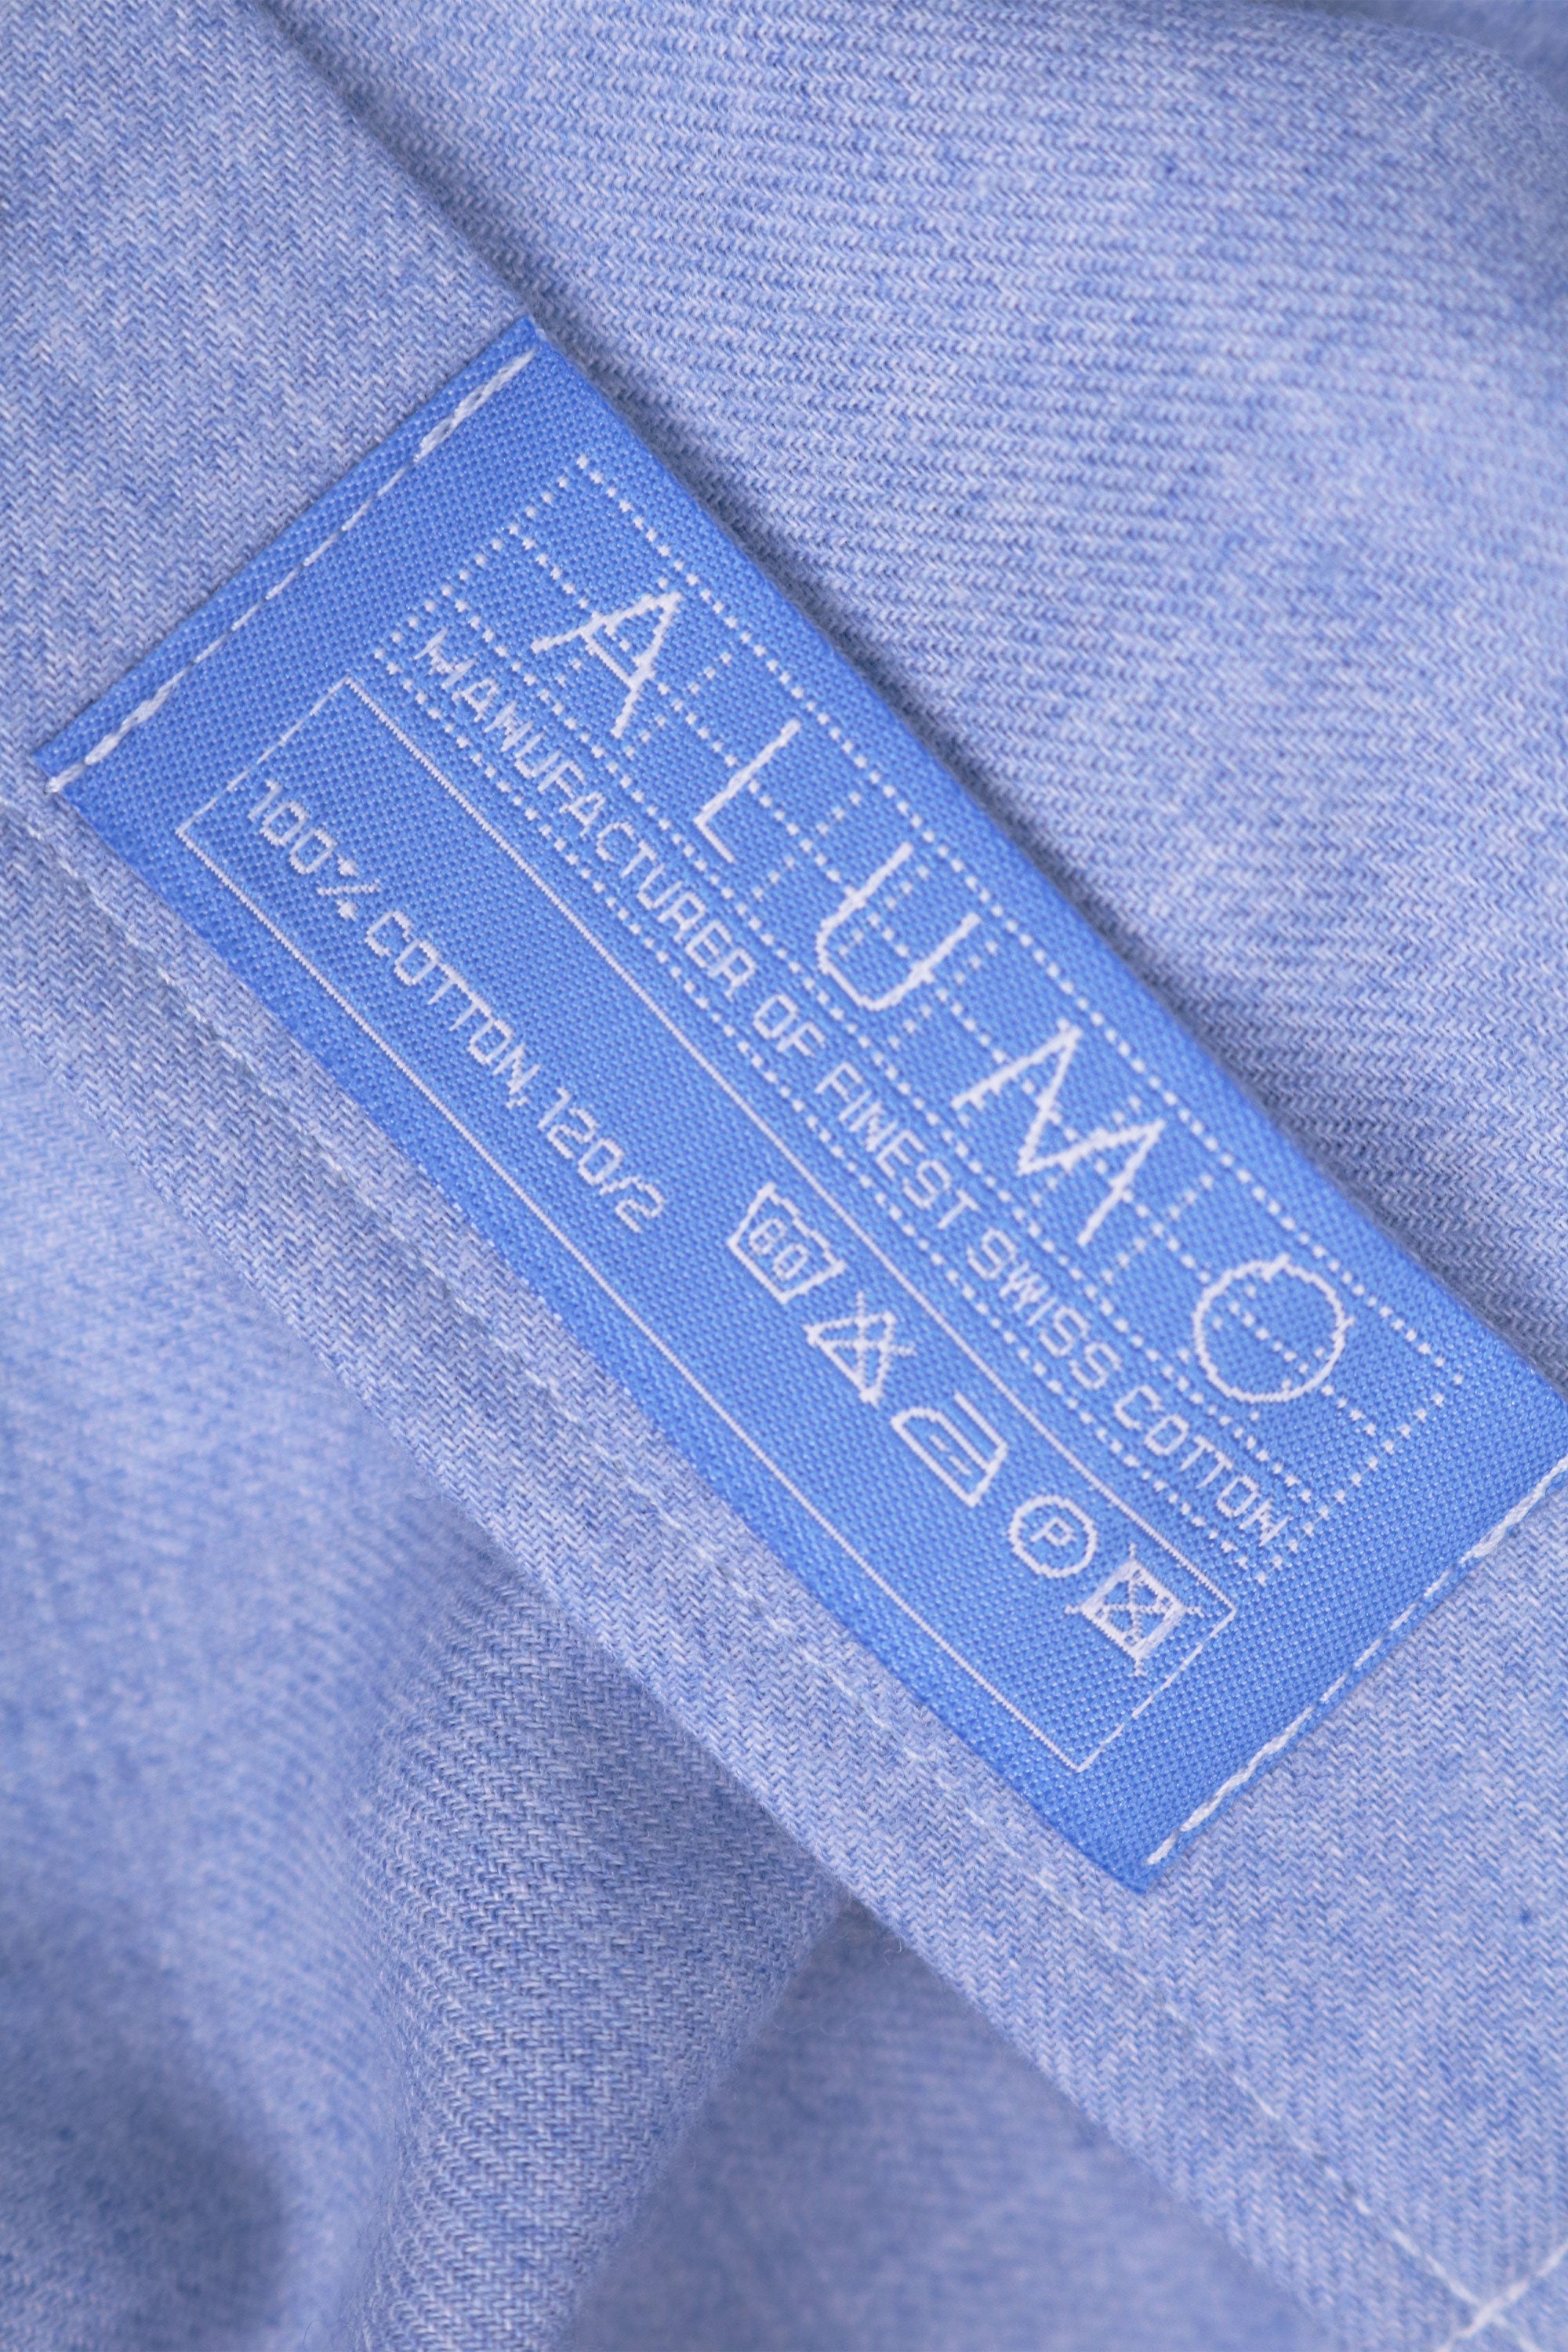 ALUMO
MANUFACTURER OF FINEST SWISS COTTON
100% COTTON, 120/2
60 P